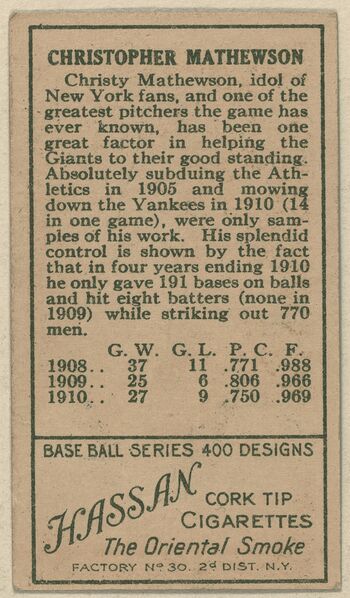 CHRISTOPHER MATHEWSON
Christy Mathewson, idol of
New York fans, and one of the
greatest pitchers the game has
ever known, has been one
great factor in helping the
Giants to their good standing.
Absolutely subduing the Ath-
letics in 1905 and mowing
down the Yankees in 1910 (14
in one game), were only sam-
ples of his work. His splendid
control is shown by the fact
that in four years ending 1910
he only gave 191 bases on balls
and hit eight batters (none in
1909) while striking out 770
men.
G. W. G. L. P. C. F.
1908.. 37 11 .771 .988
1909.. 25 6 .806 .966
1910.. 27 9 .750 .969
BASE BALL SERIES 400 DESIGNS
HASSAN
CORK TIP
CIGARETTES
The Oriental Smoke
FACTORY No 30. 2d DIST. N.Y.